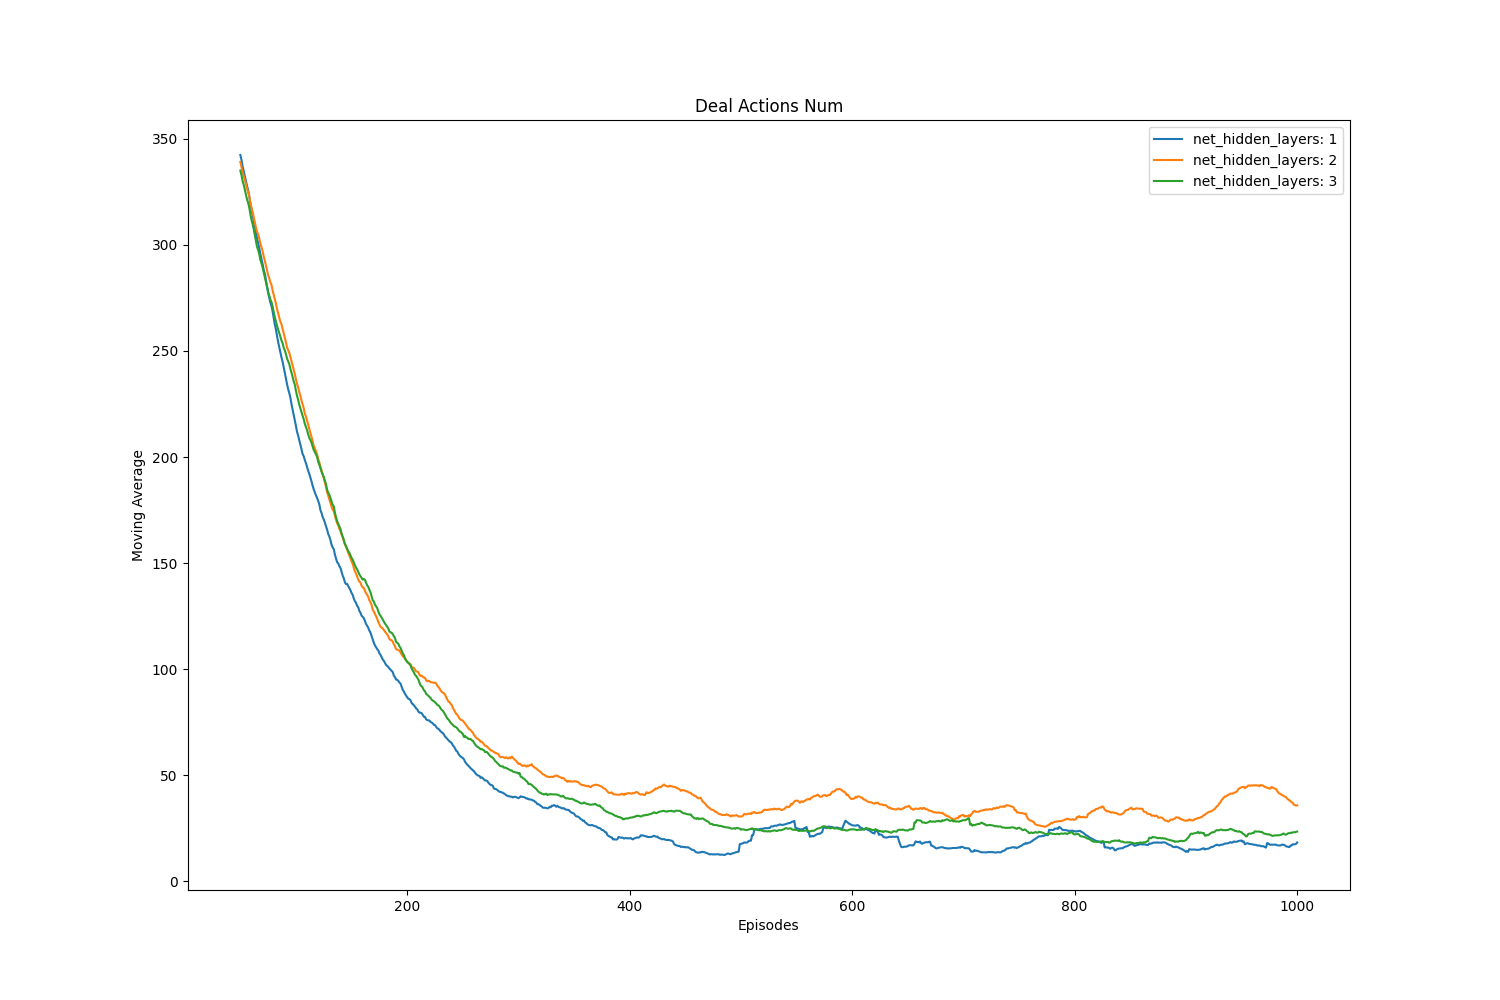 Deal Actions Num
net_hidden_layers: 1
net_hidden_layers: 2
net_hidden_layers: 3
Moving Average
350
300
250
200
150
100
50
0
200 400 600 800 1000
Episodes